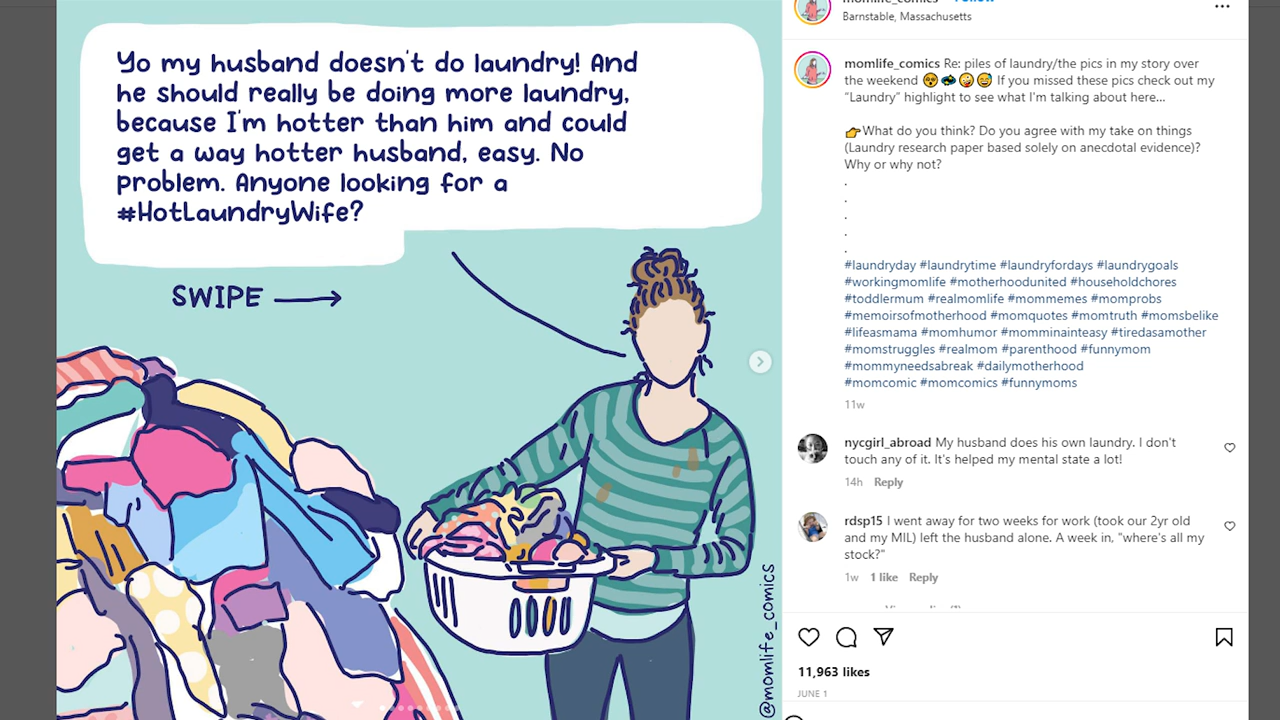 Yo my husband doesn't do laundry! And
he should really be doing more laundry,
because I'm hotter than him and could
get a way hotter husband, easy. No
problem. Anyone looking for a
#HotLaundryWife?
SWIPE
@momlife_comics
momlife_comics Follow
Barnstable, Massachusetts
momlife_comics Re: piles of laundry/the pics in my story over
the weekend 😵🧦🤪😅 If you missed these pics check out my
"Laundry" highlight to see what I'm talking about here...
👉What do you think? Do you agree with my take on things
(Laundry research paper based solely on anecdotal evidence)?
Why or why not?
.
.
.
.
.
#laundryday #laundrytime #laundryfordays #laundrygoals
#workingmomlife #motherhoodunited #householdchores
#toddlermum #realmomlife #mommemes #momprobs
#memoirsofmotherhood #momquotes #momtruth #momsbelike
#lifeasmama #momhumor #momminainteasy #tiredasamother
#momstruggles #realmom #parenthood #funnymom
#mommyneedsabreak #dailymotherhood
#momcomic #momcomics #funnymoms
11w
nycgirl_abroad My husband does his own laundry. I don't
touch any of it. It's helped my mental state a lot!
14h Reply
rdsp15 I went away for two weeks for work (took our 2yr old
and my MIL) left the husband alone. A week in, "where's all my
stock?"
1w 1 like Reply
11,963 likes
JUNE 1